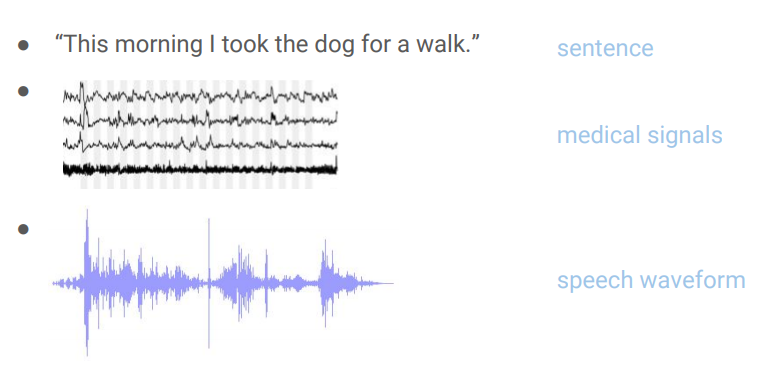 “This morning I took the dog for a walk.” sentence
medical signals
speech waveform